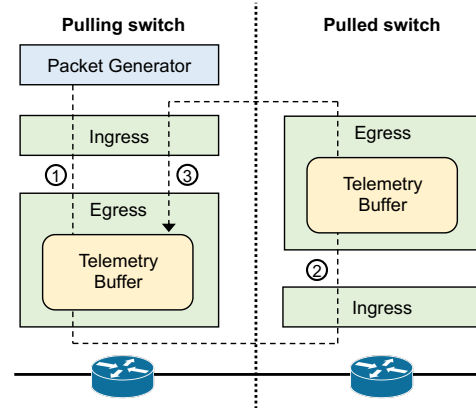 Pulling switch
Packet Generator
Ingress
1
3
Egress
Telemetry
Buffer
Pulled switch
Egress
Telemetry
Buffer
2
Ingress